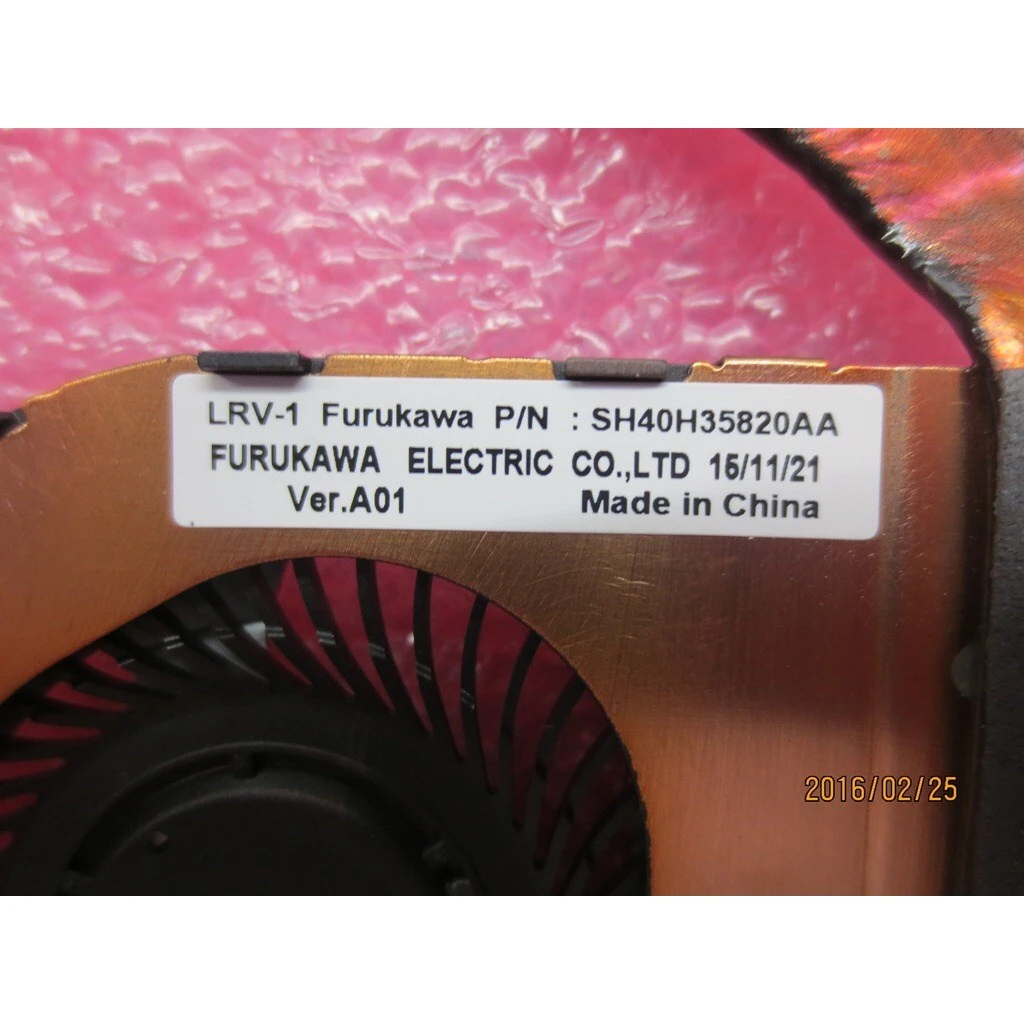 LRV-1 Furukawa P/N : SH40H35820AA
FURUKAWA ELECTRIC CO.,LTD 15/11/21
Ver.A01 Made in China
2016/02/25